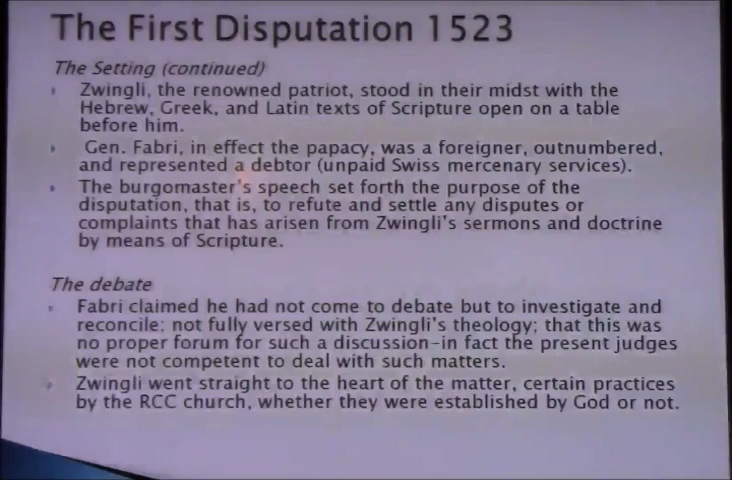 The First Disputation 1523
The Setting (continued)
Zwingli, the renowned patriot, stood in their midst with the
Hebrew, Greek, and Latin texts of Scripture open on a table
before him.
Gen. Fabri, in effect the papacy, was a foreigner, outnumbered,
and represented a debtor (unpaid Swiss mercenary services).
The burgomaster's speech set forth the purpose of the
disputation, that is, to refute and settle any disputes or
complaints that has arisen from Zwingli's sermons and doctrine
by means of Scripture.
The debate
Fabri claimed he had not come to debate but to investigate and
reconcile; not fully versed with Zwingli's theology; that this was
no proper forum for such a discussion–in fact the present judges
were not competent to deal with such matters.
Zwingli went straight to the heart of the matter, certain practices
by the RCC church, whether they were established by God or not.